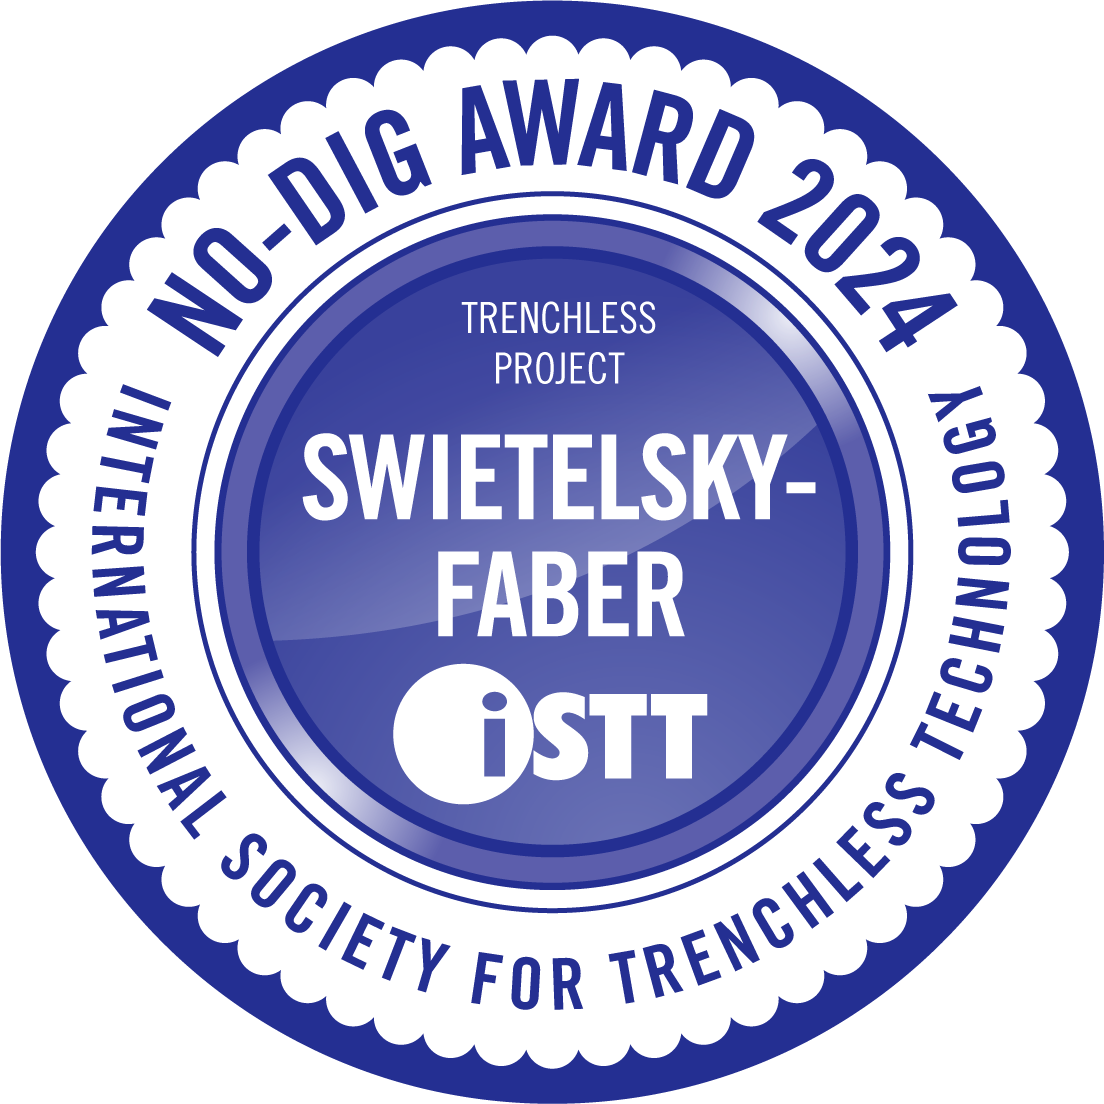 NO-DIG AWARD 2024
TRENCHLESS
PROJECT
SWIETELSKY-
FABER
iSTT
INTERNATIONAL SOCIETY FOR TRENCHLESS TECHNOLOGY